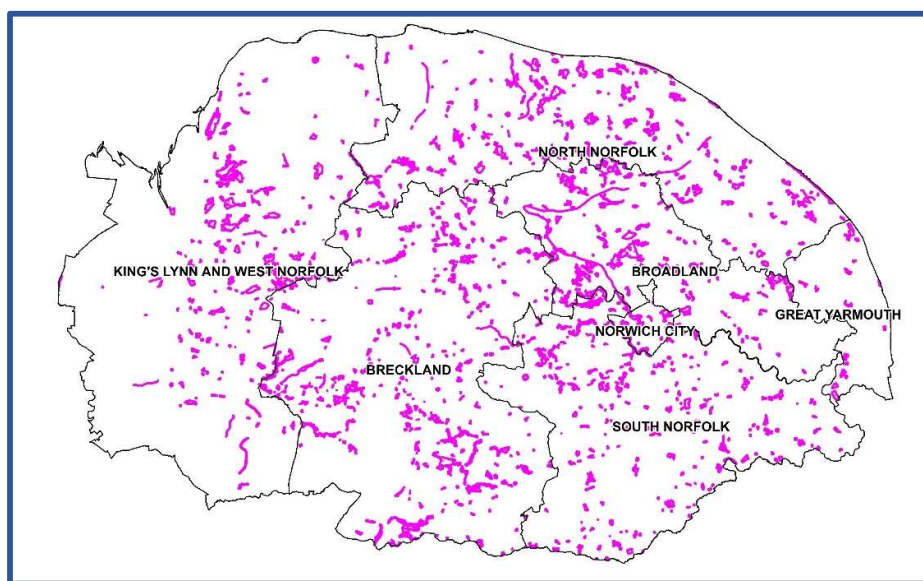 NORTH NORFOLK
KING'S LYNN AND WEST NORFOLK
BROADLAND
GREAT YARMOUTH
NORWICH CITY
BRECKLAND
SOUTH NORFOLK